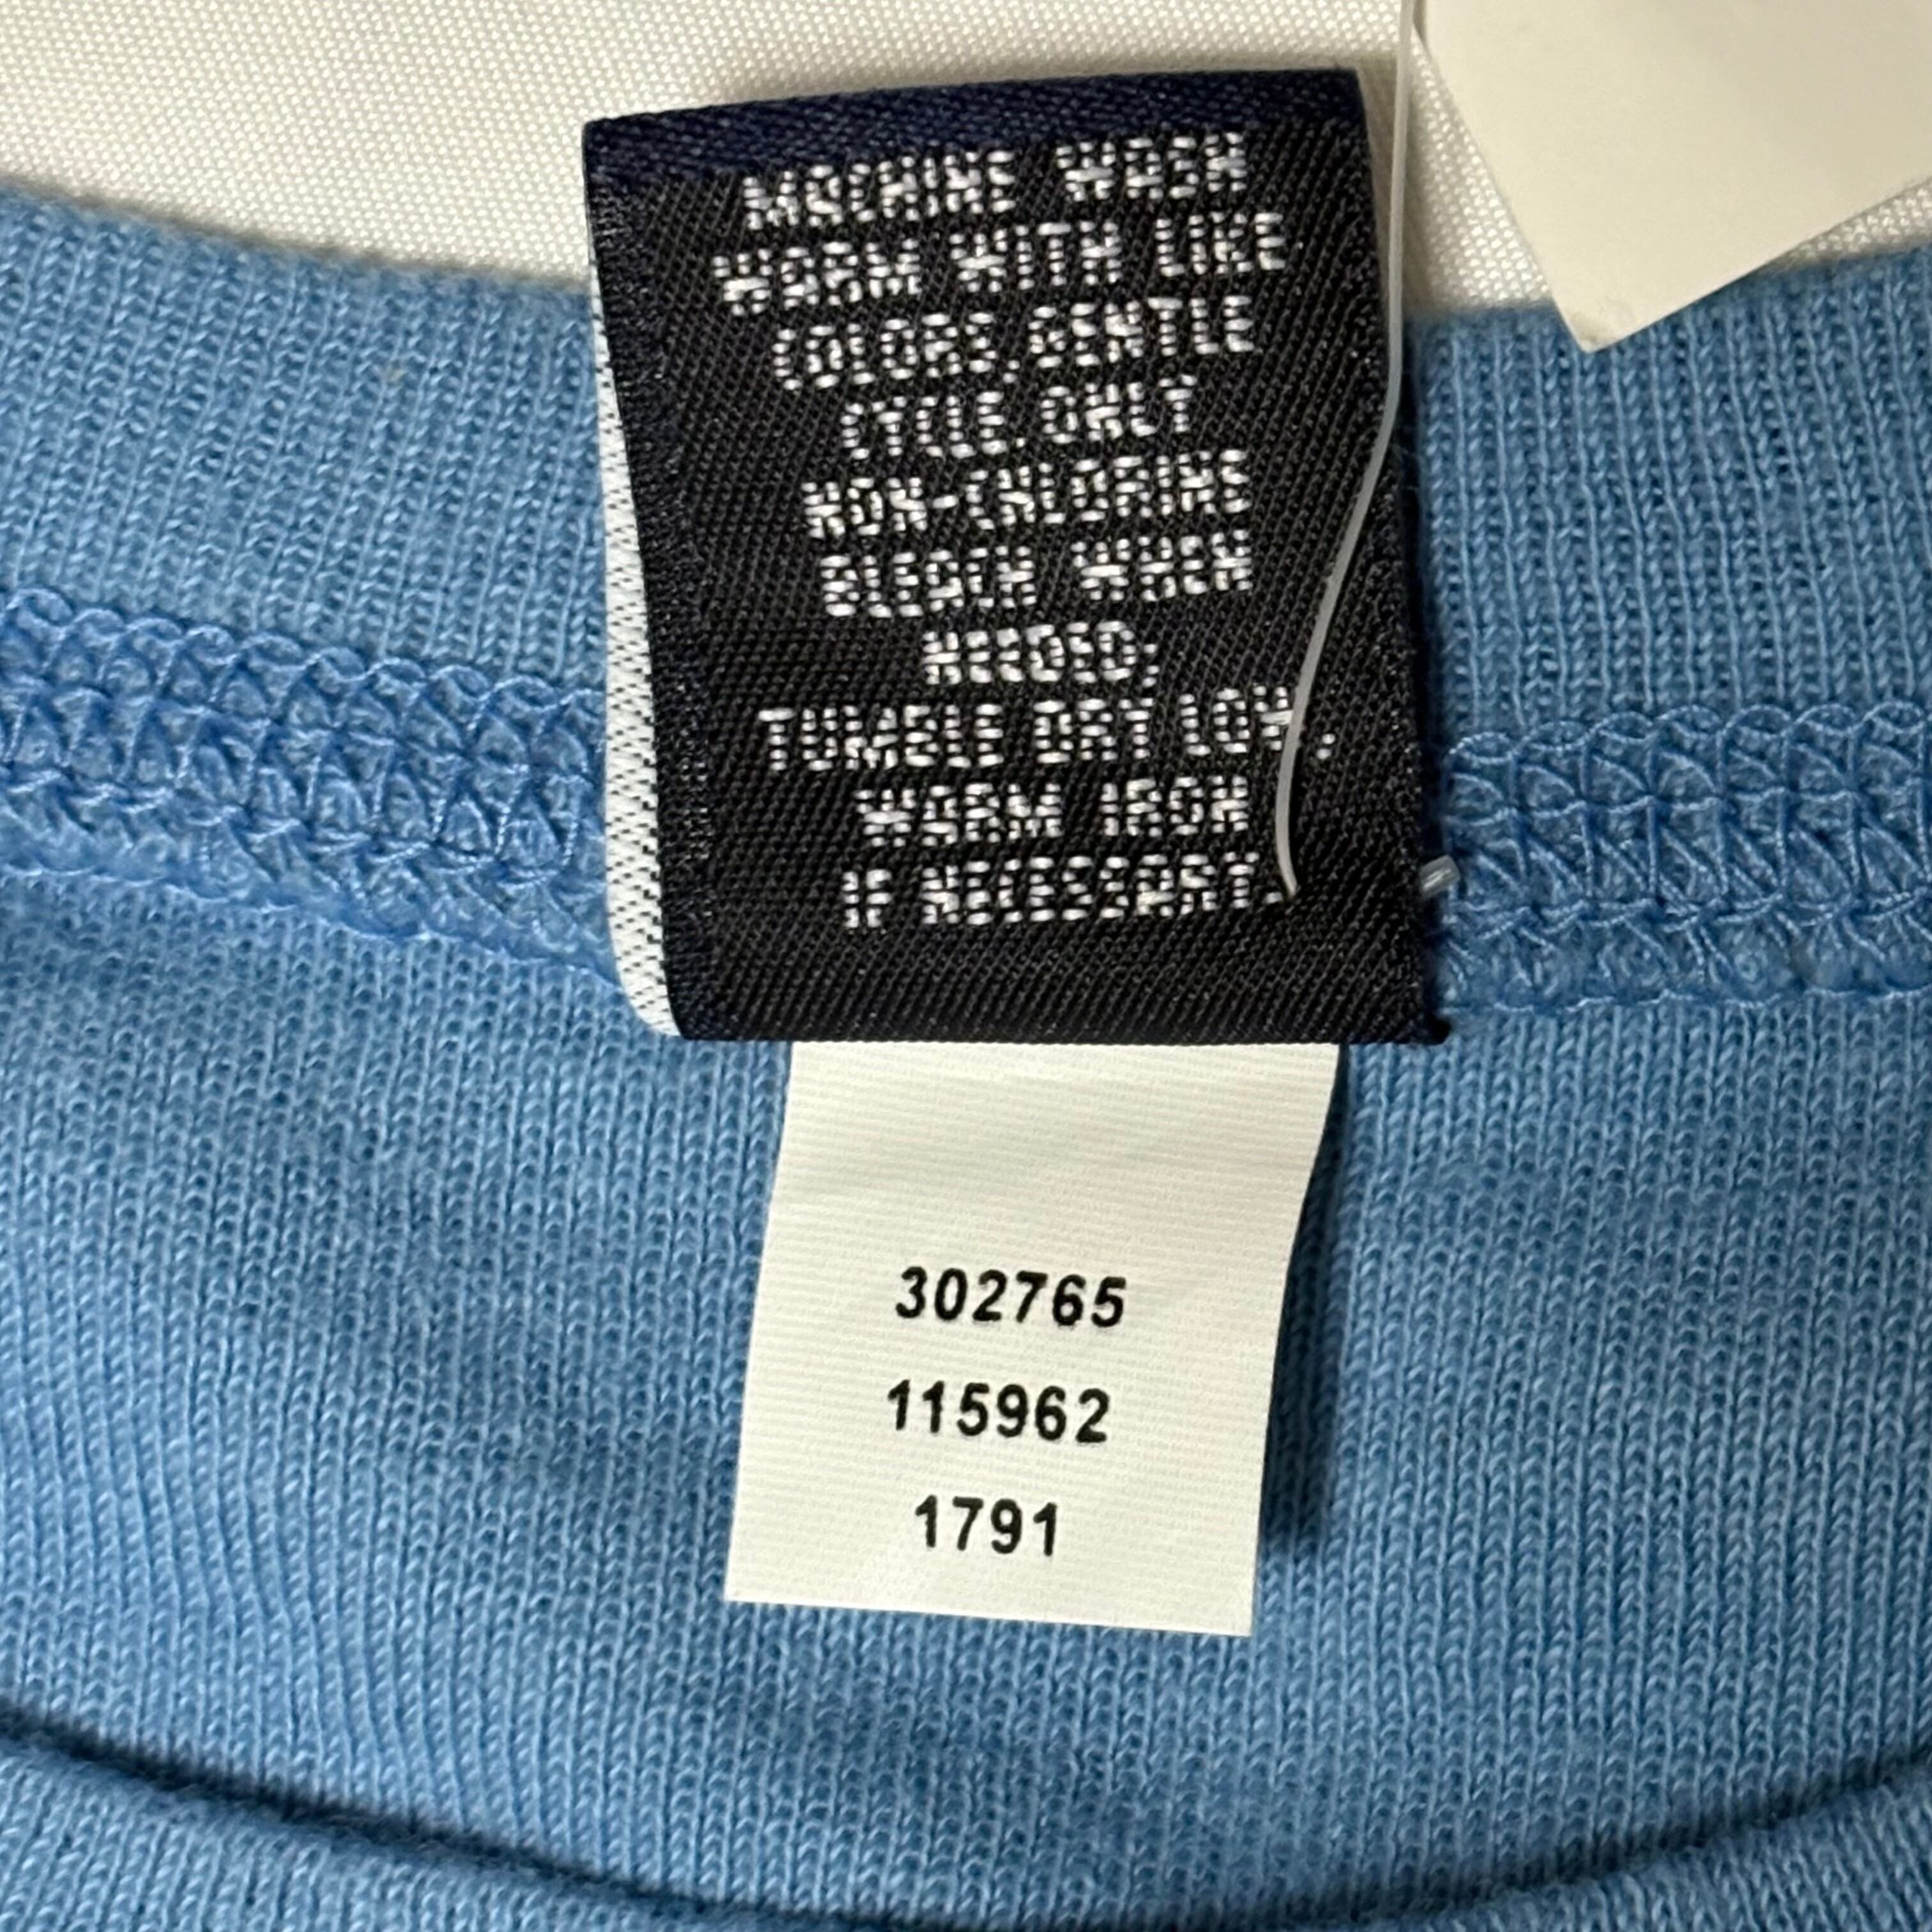 MACHINE WASH
WARM WITH LIKE
COLORS, GENTLE
CYCLE. ONLY
NON-CHLORINE
BLEACH WHEN
NEEDED,
TUMBLE DRY LOW,
WARM IRON
IF NECESSARY.
302765
115962
1791